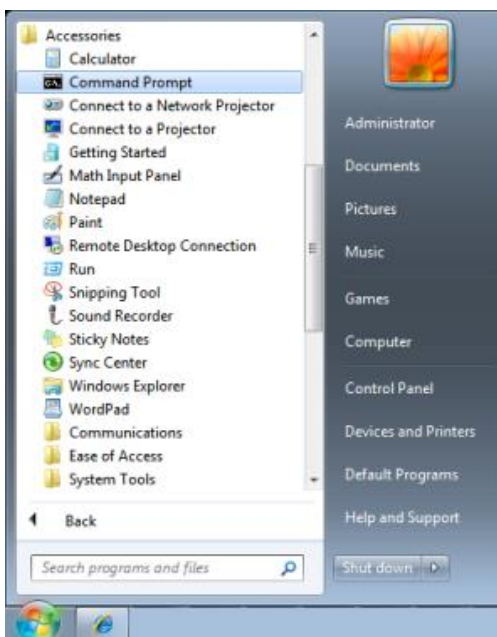 Accessories
Calculator
Command Prompt
Connect to a Network Projector
Connect to a Projector
Getting Started
Math Input Panel
Notepad
Paint
Remote Desktop Connection
Run
Snipping Tool
Sound Recorder
Sticky Notes
Sync Center
Windows Explorer
WordPad
Communications
Ease of Access
System Tools
Back
Search programs and files
Administrator
Documents
Pictures
Music
Games
Computer
Control Panel
Devices and Printers
Default Programs
Help and Support
Shut down